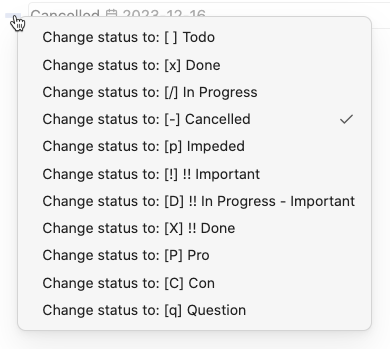 Cancelled 2023-12-16
Change status to: [ ] Todo
Change status to: [x] Done
Change status to: [/] In Progress
Change status to: [-] Cancelled
Change status to: [p] Impeded
Change status to: [!] !! Important
Change status to: [D] !! In Progress - Important
Change status to: [X] !! Done
Change status to: [P] Pro
Change status to: [C] Con
Change status to: [q] Question